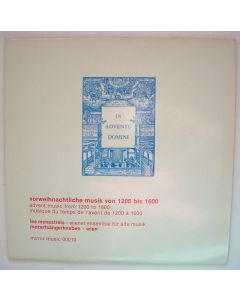 IN
ADVENTU
DOMINI
vorweihnachtliche musik von 1200 bis 1600
advent music from 1200 to 1600
musique du temps de l'avent de 1200 à 1600
les menestrels - wiener ensemble für alte musik
mozartsängerknaben - wien
mirror music 00010